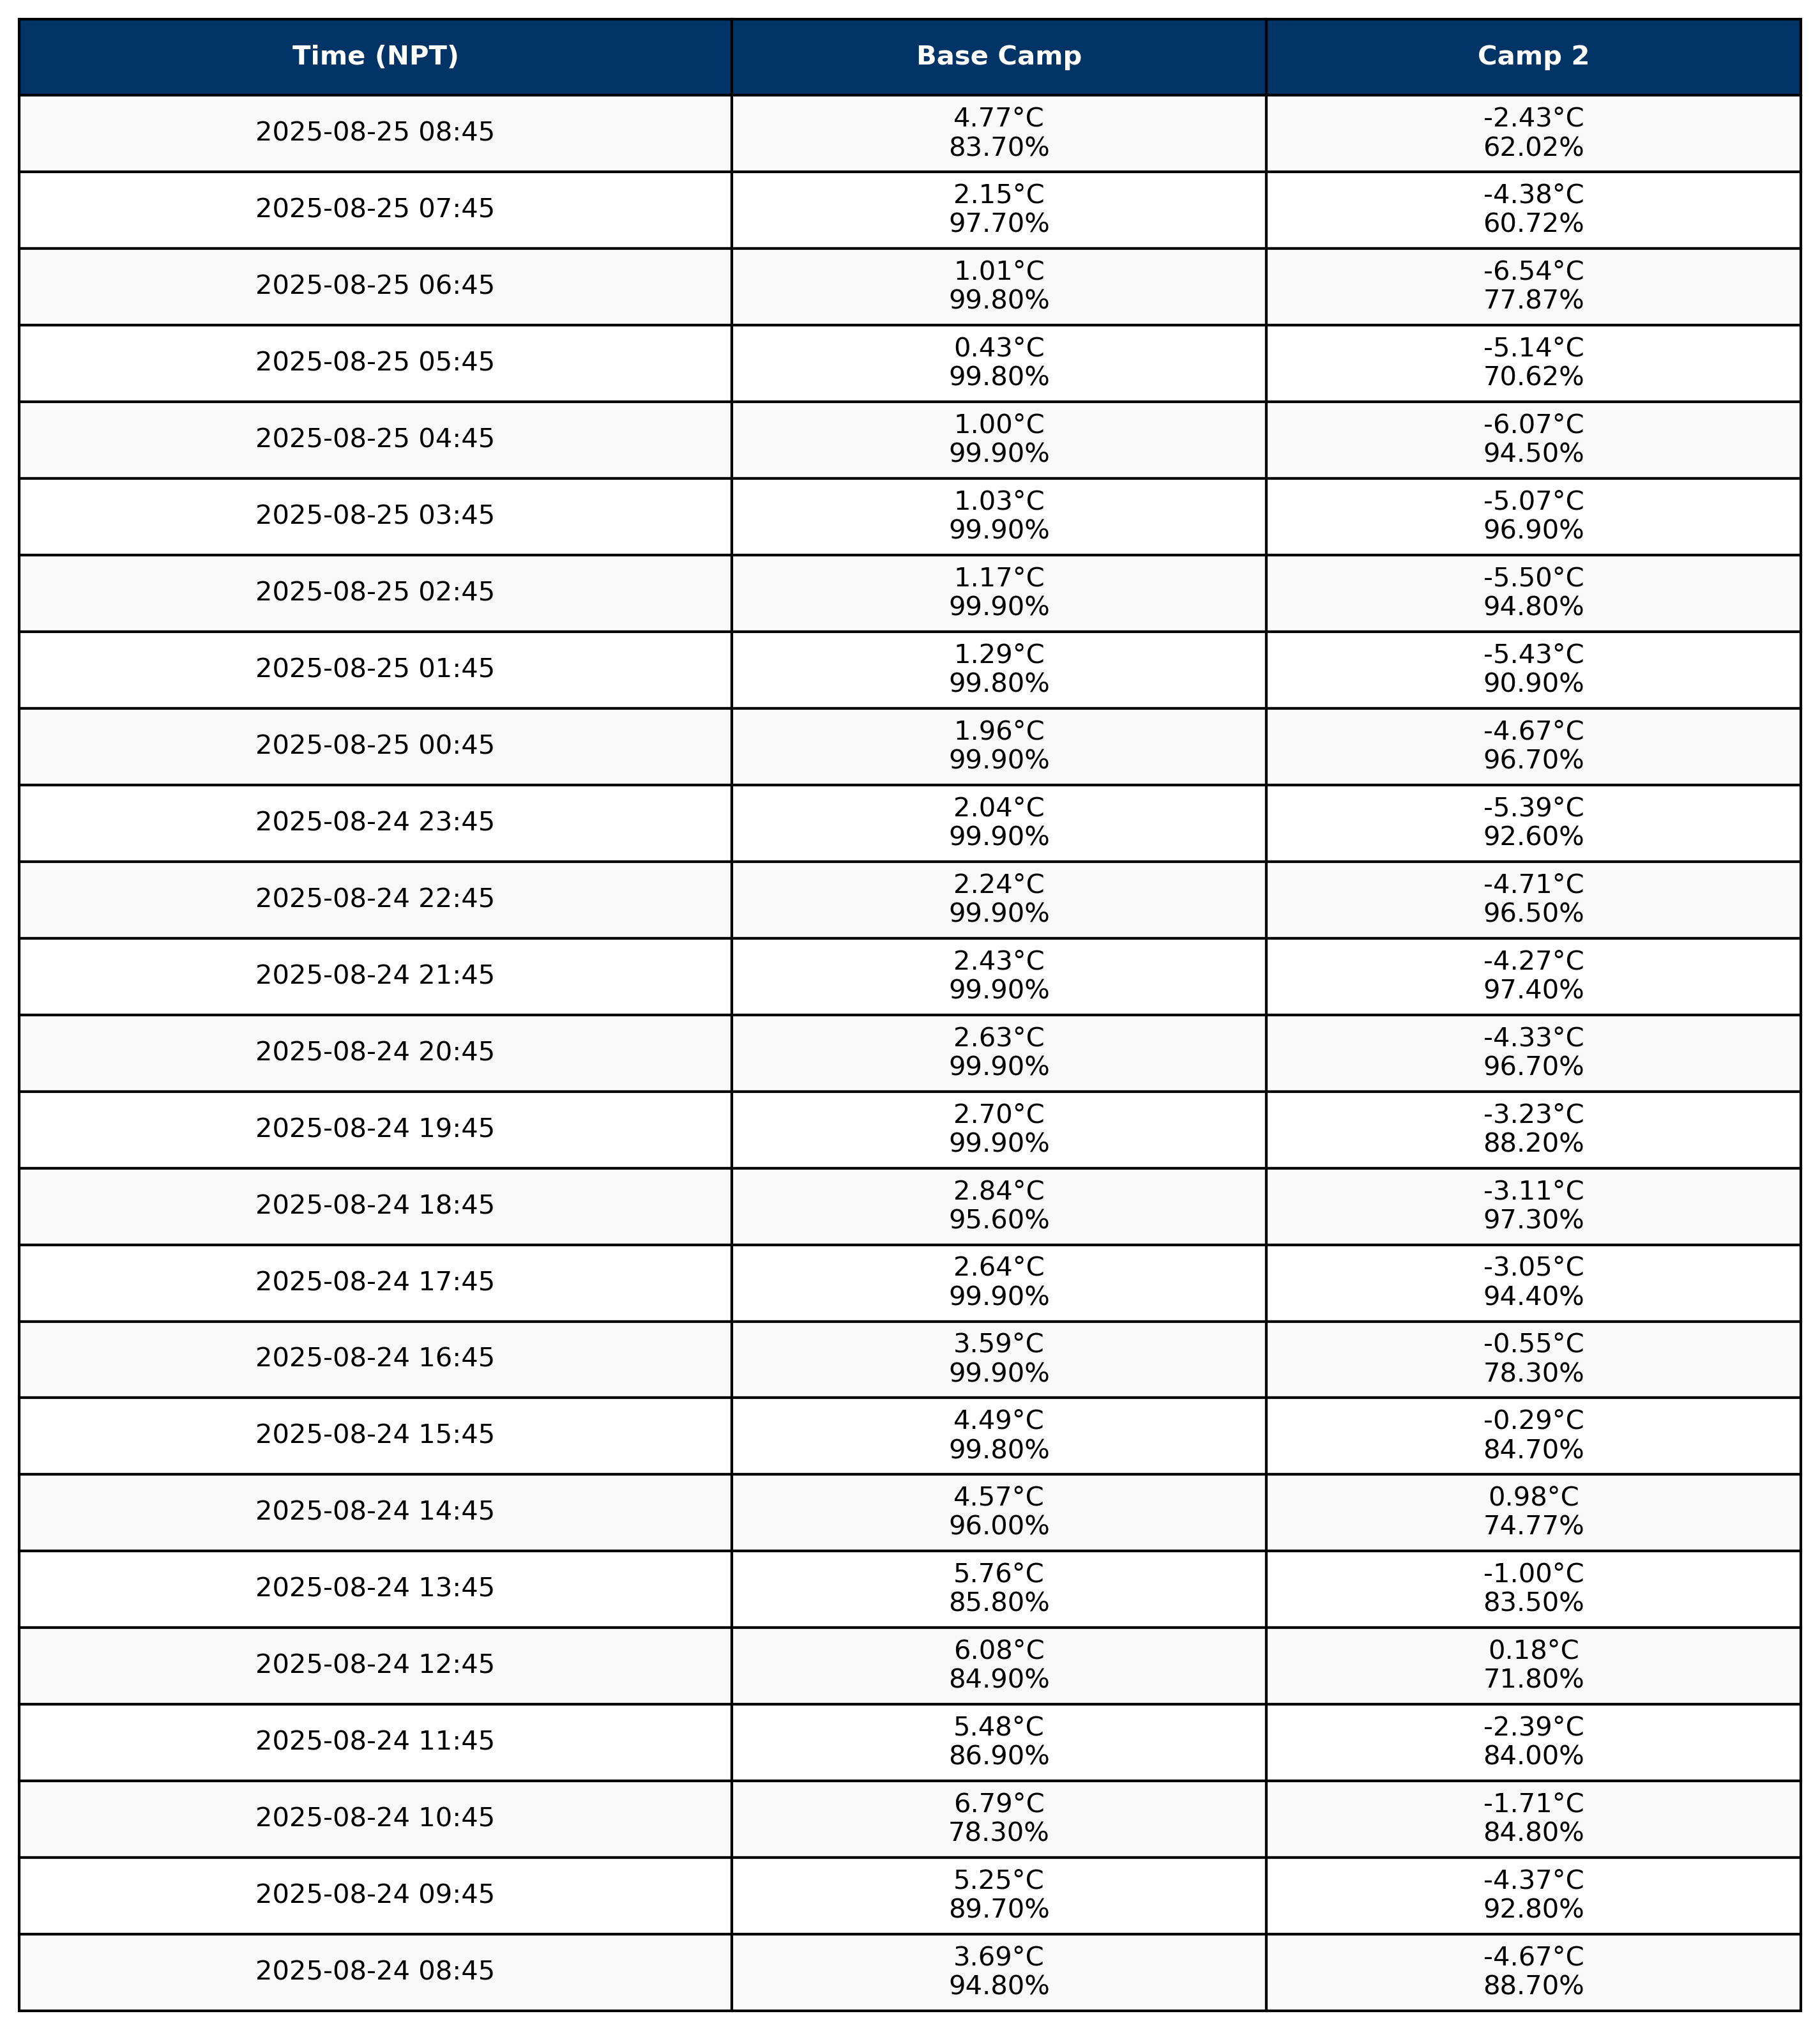 Time (NPT) Base Camp Camp 2
2025-08-25 08:45 4.77°C -2.43°C
83.70% 62.02%
2025-08-25 07:45 2.15°C -4.38°C
97.70% 60.72%
2025-08-25 06:45 1.01°C -6.54°C
99.80% 77.87%
2025-08-25 05:45 0.43°C -5.14°C
99.80% 70.62%
2025-08-25 04:45 1.00°C -6.07°C
99.90% 94.50%
2025-08-25 03:45 1.03°C -5.07°C
99.90% 96.90%
2025-08-25 02:45 1.17°C -5.50°C
99.90% 94.80%
2025-08-25 01:45 1.29°C -5.43°C
99.80% 90.90%
2025-08-25 00:45 1.96°C -4.67°C
99.90% 96.70%
2025-08-24 23:45 2.04°C -5.39°C
99.90% 92.60%
2025-08-24 22:45 2.24°C -4.71°C
99.90% 96.50%
2025-08-24 21:45 2.43°C -4.27°C
99.90% 97.40%
2025-08-24 20:45 2.63°C -4.33°C
99.90% 96.70%
2025-08-24 19:45 2.70°C -3.23°C
99.90% 88.20%
2025-08-24 18:45 2.84°C -3.11°C
95.60% 97.30%
2025-08-24 17:45 2.64°C -3.05°C
99.90% 94.40%
2025-08-24 16:45 3.59°C -0.55°C
99.90% 78.30%
2025-08-24 15:45 4.49°C -0.29°C
99.80% 84.70%
2025-08-24 14:45 4.57°C 0.98°C
96.00% 74.77%
2025-08-24 13:45 5.76°C -1.00°C
85.80% 83.50%
2025-08-24 12:45 6.08°C 0.18°C
84.90% 71.80%
2025-08-24 11:45 5.48°C -2.39°C
86.90% 84.00%
2025-08-24 10:45 6.79°C -1.71°C
78.30% 84.80%
2025-08-24 09:45 5.25°C -4.37°C
89.70% 92.80%
2025-08-24 08:45 3.69°C -4.67°C
94.80% 88.70%